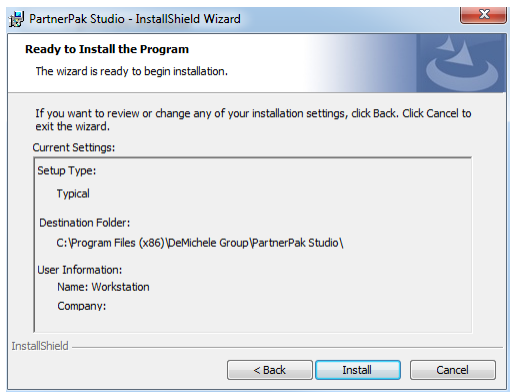 PartnerPak Studio - InstallShield Wizard
Ready to Install the Program
The wizard is ready to begin installation.
If you want to review or change any of your installation settings, click Back. Click Cancel to
exit the wizard.
Current Settings:
Setup Type:
Typical
Destination Folder:
C:\Program Files (x86)\DeMichele Group\PartnerPak Studio\
User Information:
Name: Workstation
Company:
InstallShield
< Back
Install
Cancel